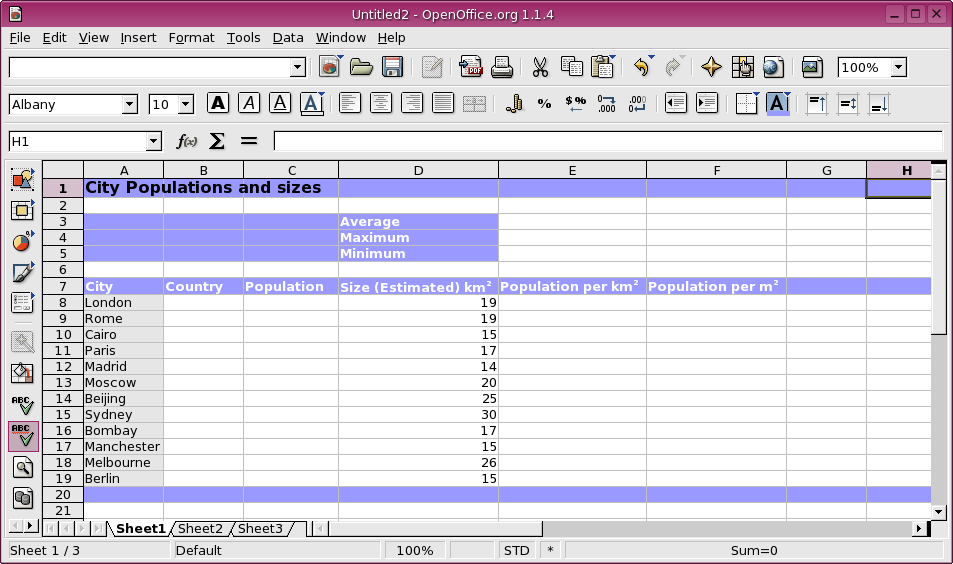 Untitled2 - OpenOffice.org 1.1.4
File Edit View Insert Format Tools Data Window Help
100%
Albany 10 A A A A % $% .000 .000 A
H1 f(x) Σ =
A B C D E F G H
1 City Populations and sizes
2
3 Average
4 Maximum
5 Minimum
6
7 City Country Population Size (Estimated) km² Population per km² Population per m²
8 London 19
9 Rome 19
10 Cairo 15
11 Paris 17
12 Madrid 14
13 Moscow 20
14 Beijing 25
15 Sydney 30
16 Bombay 17
17 Manchester 15
18 Melbourne 26
19 Berlin 15
20
21
ABC
ABC
Sheet1 Sheet2 Sheet3
Sheet 1 / 3 Default 100% STD * Sum=0